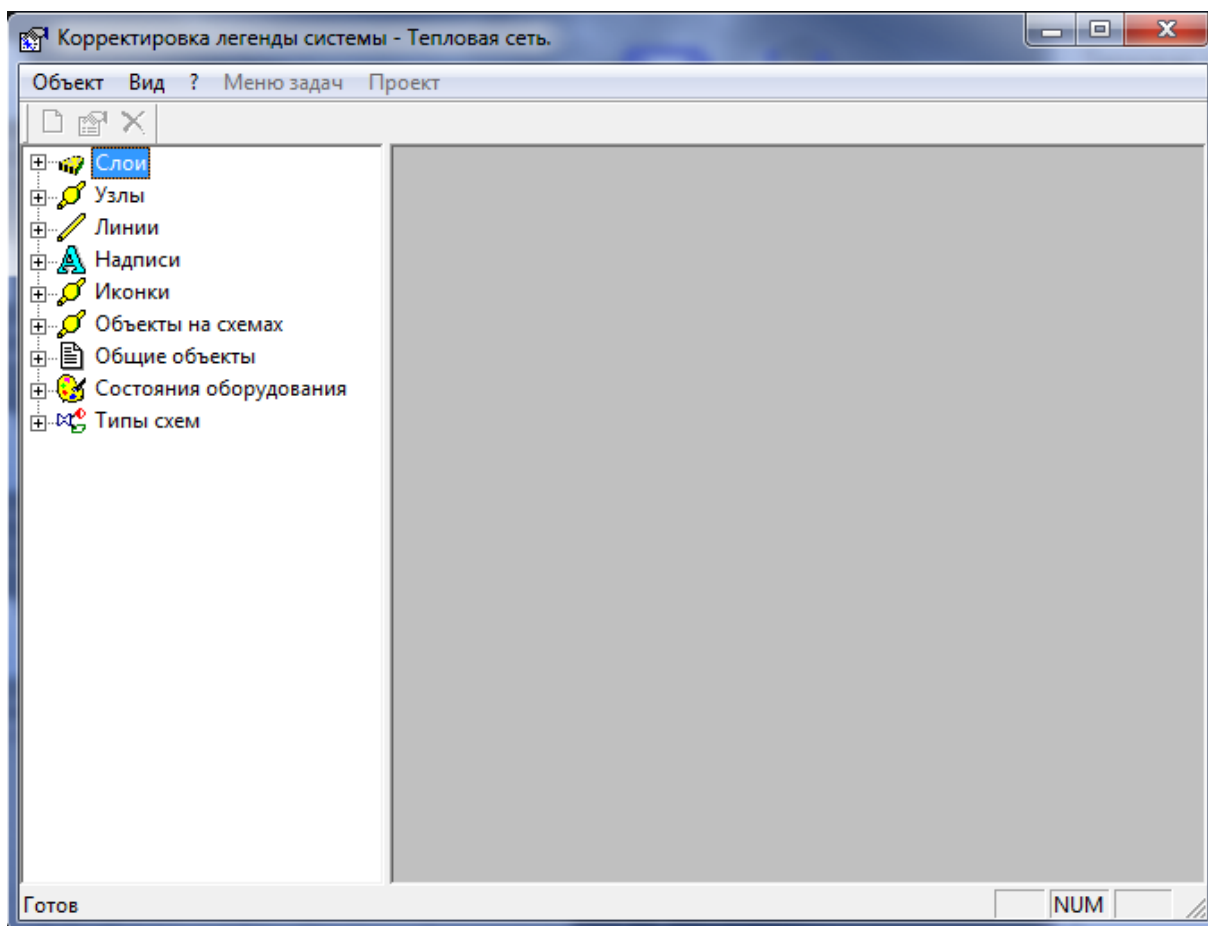 Корректировка легенды системы - Тепловая сеть.
Объект Вид ? Меню задач Проект
Слои
Узлы
Линии
Надписи
Иконки
Объекты на схемах
Общие объекты
Состояния оборудования
Типы схем
Готов NUM